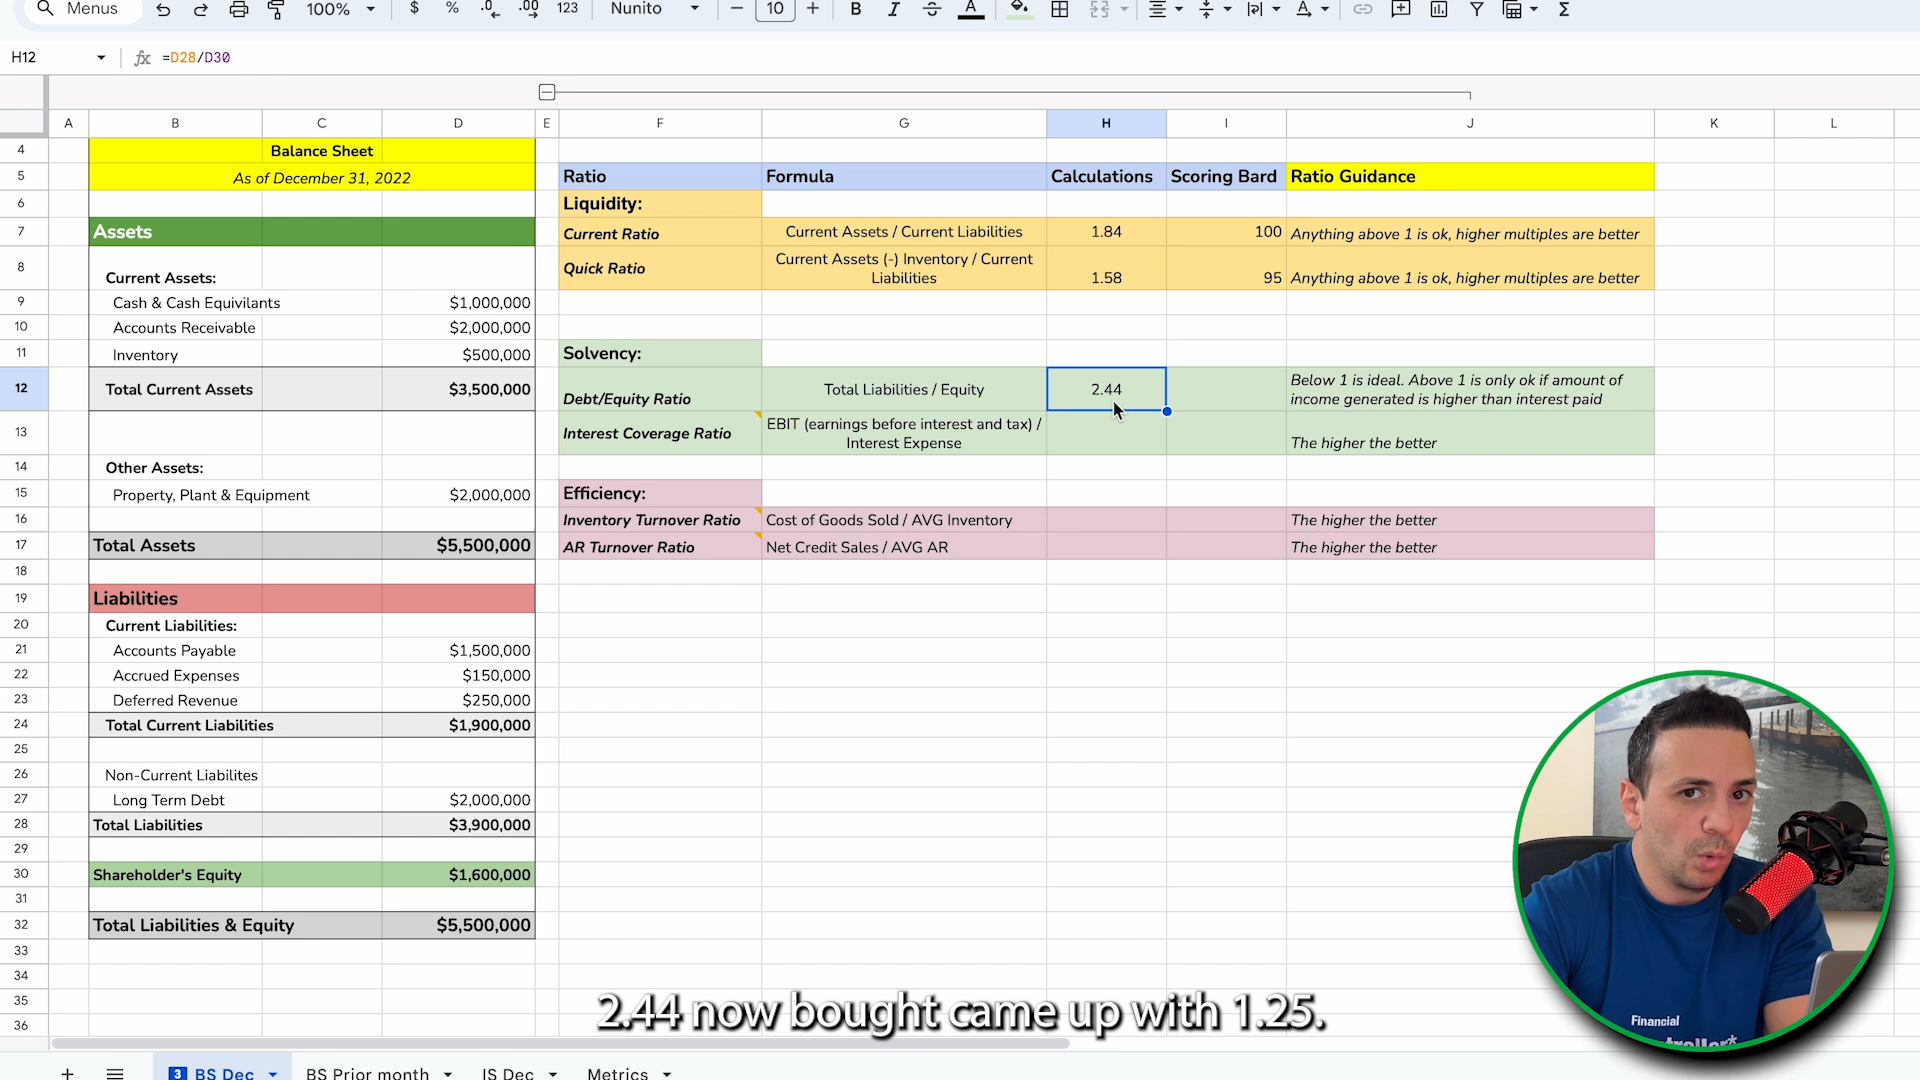 Menus 100% $ % .0 .00 123 Nunito 10 B I A Σ
H12 fx =D28/D30
A B C D E F G H I J K L
4 Balance Sheet
5 As of December 31, 2022 Ratio Formula Calculations Scoring Bard Ratio Guidance
6 Liquidity:
7 Assets Current Ratio Current Assets / Current Liabilities 1.84 100 Anything above 1 is ok, higher multiples are better
8 Current Assets: Quick Ratio Current Assets (-) Inventory / Current
Liabilities 1.58 95 Anything above 1 is ok, higher multiples are better
9 Cash & Cash Equivilants $1,000,000
10 Accounts Receivable $2,000,000
11 Inventory $500,000 Solvency:
12 Total Current Assets $3,500,000 Debt/Equity Ratio Total Liabilities / Equity 2.44 Below 1 is ideal. Above 1 is only ok if amount of
income generated is higher than interest paid
13 Interest Coverage Ratio EBIT (earnings before interest and tax) /
Interest Expense The higher the better
14 Other Assets:
15 Property, Plant & Equipment $2,000,000 Efficiency:
16 Inventory Turnover Ratio Cost of Goods Sold / AVG Inventory The higher the better
17 Total Assets $5,500,000 AR Turnover Ratio Net Credit Sales / AVG AR The higher the better
18
19 Liabilities
20 Current Liabilities:
21 Accounts Payable $1,500,000
22 Accrued Expenses $150,000
23 Deferred Revenue $250,000
24 Total Current Liabilities $1,900,000
25
26 Non-Current Liabilites
27 Long Term Debt $2,000,000
28 Total Liabilities $3,900,000
29
30 Shareholder's Equity $1,600,000
31
32 Total Liabilities & Equity $5,500,000
33
34
35
36
2.44 now bought came up with 1.25.
Financial
3 BS Dec BS Prior month IS Dec Metrics